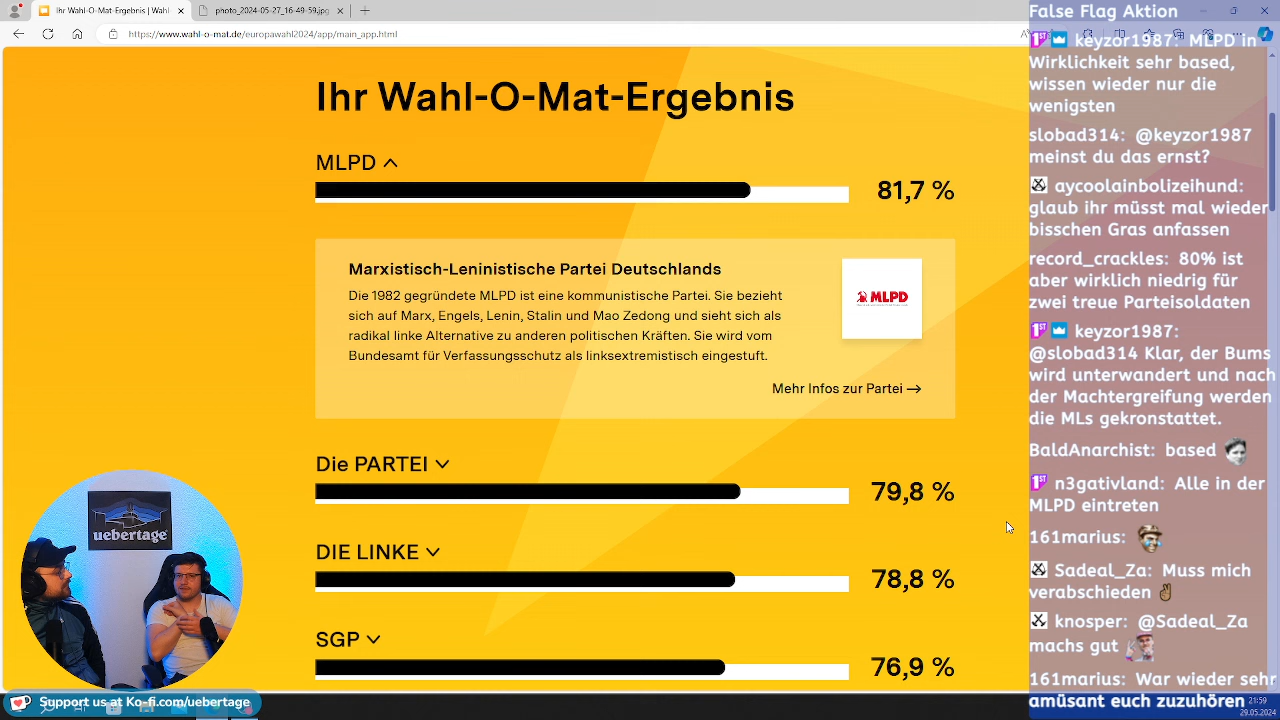 Ihr Wahl-O-Mat-Ergebnis | Wahl-
photo_2024-05-27_16-49-59.jpg
https://www.wahl-o-mat.de/europawahl2024/app/main_app.html
Ihr Wahl-O-Mat-Ergebnis
MLPD
81,7 %
Marxistisch-Leninistische Partei Deutschlands
Die 1982 gegründete MLPD ist eine kommunistische Partei. Sie bezieht
sich auf Marx, Engels, Lenin, Stalin und Mao Zedong und sieht sich als
radikal linke Alternative zu anderen politischen Kräften. Sie wird vom
Bundesamt für Verfassungsschutz als linksextremistisch eingestuft.
MLPD
Mehr Infos zur Partei →
Die PARTEI
79,8 %
DIE LINKE
78,8 %
SGP
76,9 %
uebertage
Support us at Ko-fi.com/uebertage
False Flag Aktion
1ST keyzor1987: MLPD in
Wirklichkeit sehr based,
wissen wieder nur die
wenigsten
slobad314: @keyzor1987
meinst du das ernst?
aycoolainbolizeihund:
glaub ihr müsst mal wieder
bisschen Gras anfassen
record_crackles: 80% ist
aber wirklich niedrig für
zwei treue Parteisoldaten
1ST keyzor1987:
@slobad314 Klar, der Bums
wird unterwandert und nach
der Machtergreifung werden
die MLs gekronstattet.
BaldAnarchist: based
1ST n3gativland: Alle in der
MLPD eintreten
161marius:
Sadeal_Za: Muss mich
verabschieden
knosper: @Sadeal_Za
machs gut
161marius: War wieder sehr
amüsant euch zuzuhören
21:59
29.05.2024